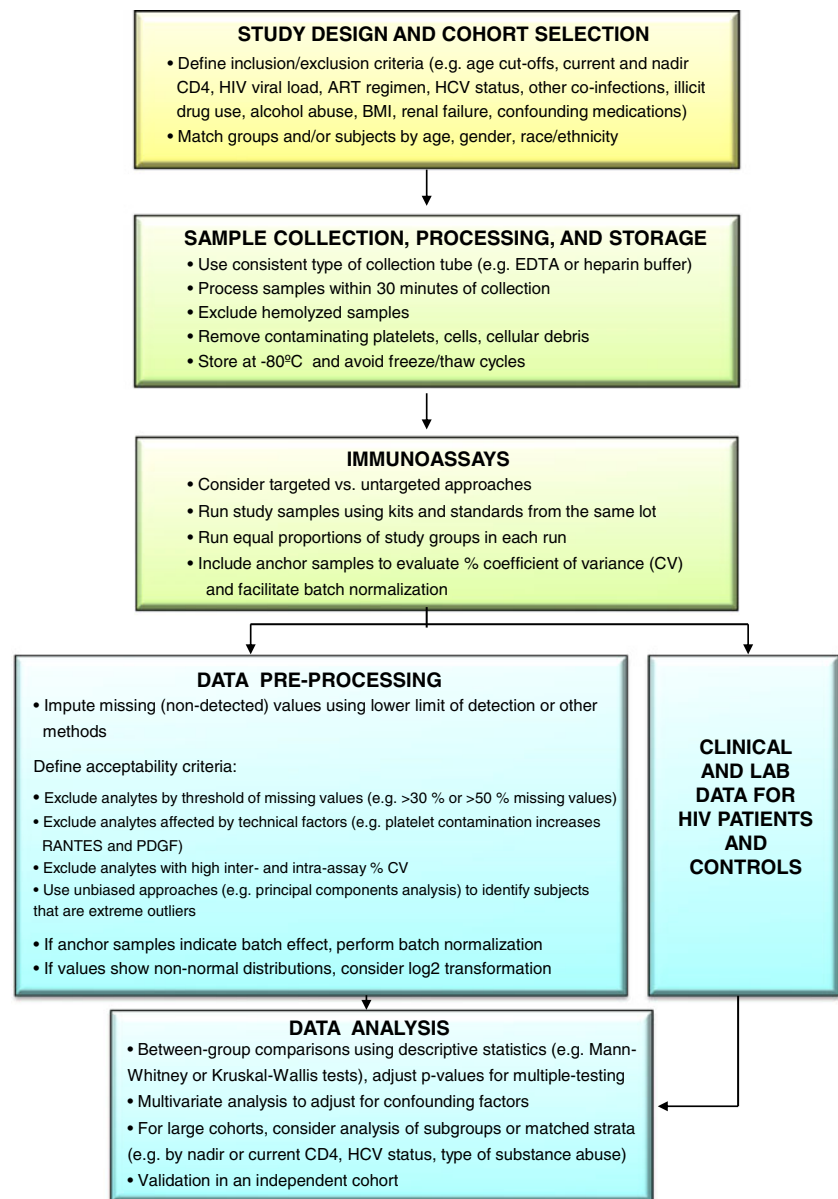 STUDY DESIGN AND COHORT SELECTION
• Define inclusion/exclusion criteria (e.g. age cut-offs, current and nadir
CD4, HIV viral load, ART regimen, HCV status, other co-infections, illicit
drug use, alcohol abuse, BMI, renal failure, confounding medications)
• Match groups and/or subjects by age, gender, race/ethnicity
SAMPLE COLLECTION, PROCESSING, AND STORAGE
• Use consistent type of collection tube (e.g. EDTA or heparin buffer)
• Process samples within 30 minutes of collection
• Exclude hemolyzed samples
• Remove contaminating platelets, cells, cellular debris
• Store at -80ºC and avoid freeze/thaw cycles
IMMUNOASSAYS
• Consider targeted vs. untargeted approaches
• Run study samples using kits and standards from the same lot
• Run equal proportions of study groups in each run
• Include anchor samples to evaluate % coefficient of variance (CV)
and facilitate batch normalization
DATA PRE-PROCESSING
• Impute missing (non-detected) values using lower limit of detection or other
methods
Define acceptability criteria:
• Exclude analytes by threshold of missing values (e.g. >30 % or >50 % missing values)
• Exclude analytes affected by technical factors (e.g. platelet contamination increases
RANTES and PDGF)
• Exclude analytes with high inter- and intra-assay % CV
• Use unbiased approaches (e.g. principal components analysis) to identify subjects
that are extreme outliers
• If anchor samples indicate batch effect, perform batch normalization
• If values show non-normal distributions, consider log2 transformation
CLINICAL
AND LAB
DATA FOR
HIV PATIENTS
AND
CONTROLS
DATA ANALYSIS
• Between-group comparisons using descriptive statistics (e.g. Mann-
Whitney or Kruskal-Wallis tests), adjust p-values for multiple-testing
• Multivariate analysis to adjust for confounding factors
• For large cohorts, consider analysis of subgroups or matched strata
(e.g. by nadir or current CD4, HCV status, type of substance abuse)
• Validation in an independent cohort